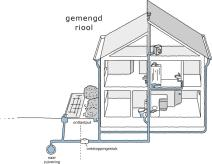 gemengd
riool
ontlastput
ontstoppingsstuk
naar
zuivering